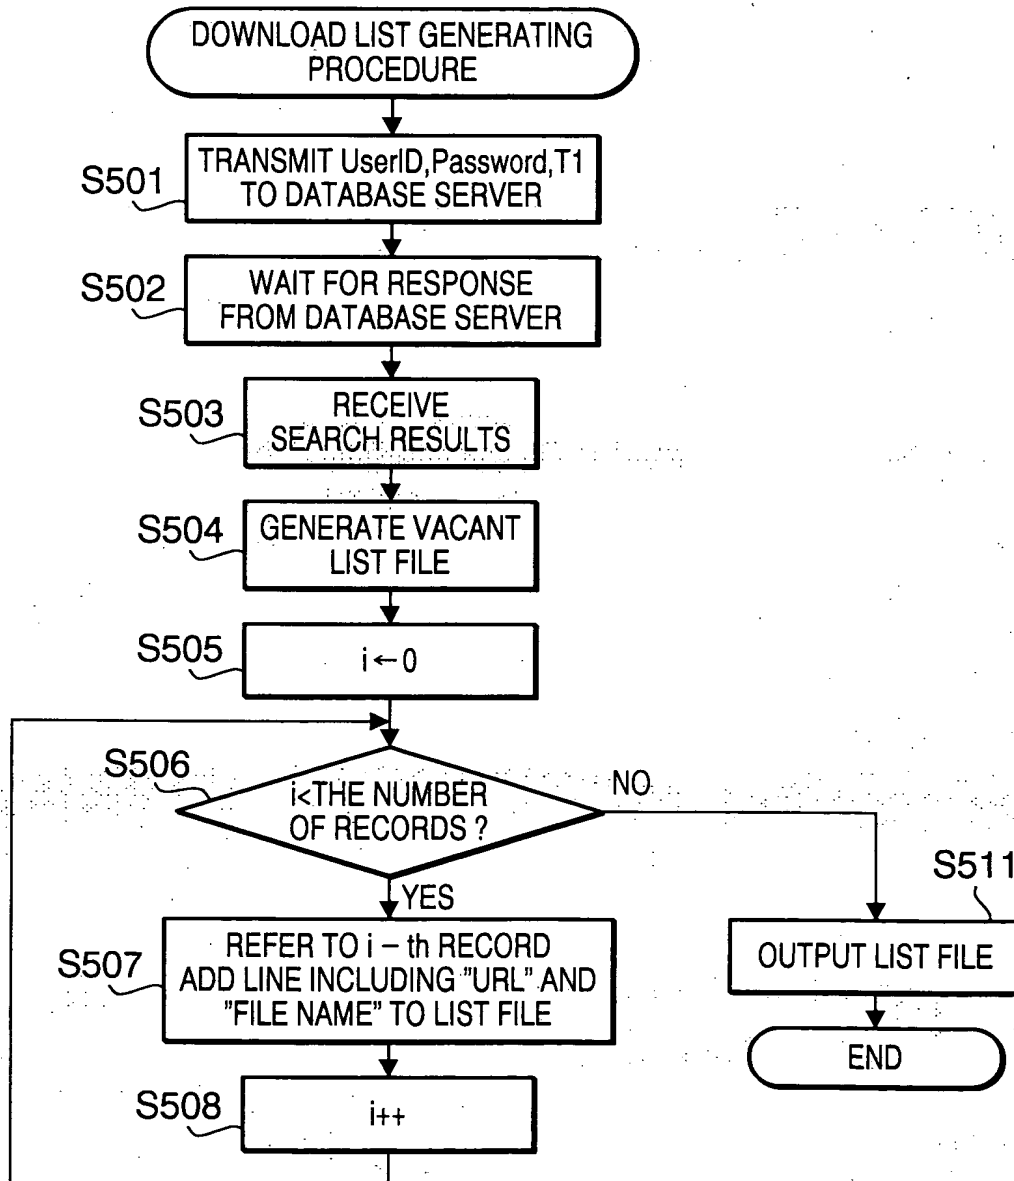 DOWNLOAD LIST GENERATING
PROCEDURE
S501
TRANSMIT UserID,Password,T1
TO DATABASE SERVER
S502
WAIT FOR RESPONSE
FROM DATABASE SERVER
S503
RECEIVE
SEARCH RESULTS
S504
GENERATE VACANT
LIST FILE
S505
i←0
S506
i<THE NUMBER
OF RECORDS ?
NO
YES
S507
REFER TO i – th RECORD
ADD LINE INCLUDING "URL" AND
"FILE NAME" TO LIST FILE
S508
i++
S511
OUTPUT LIST FILE
END